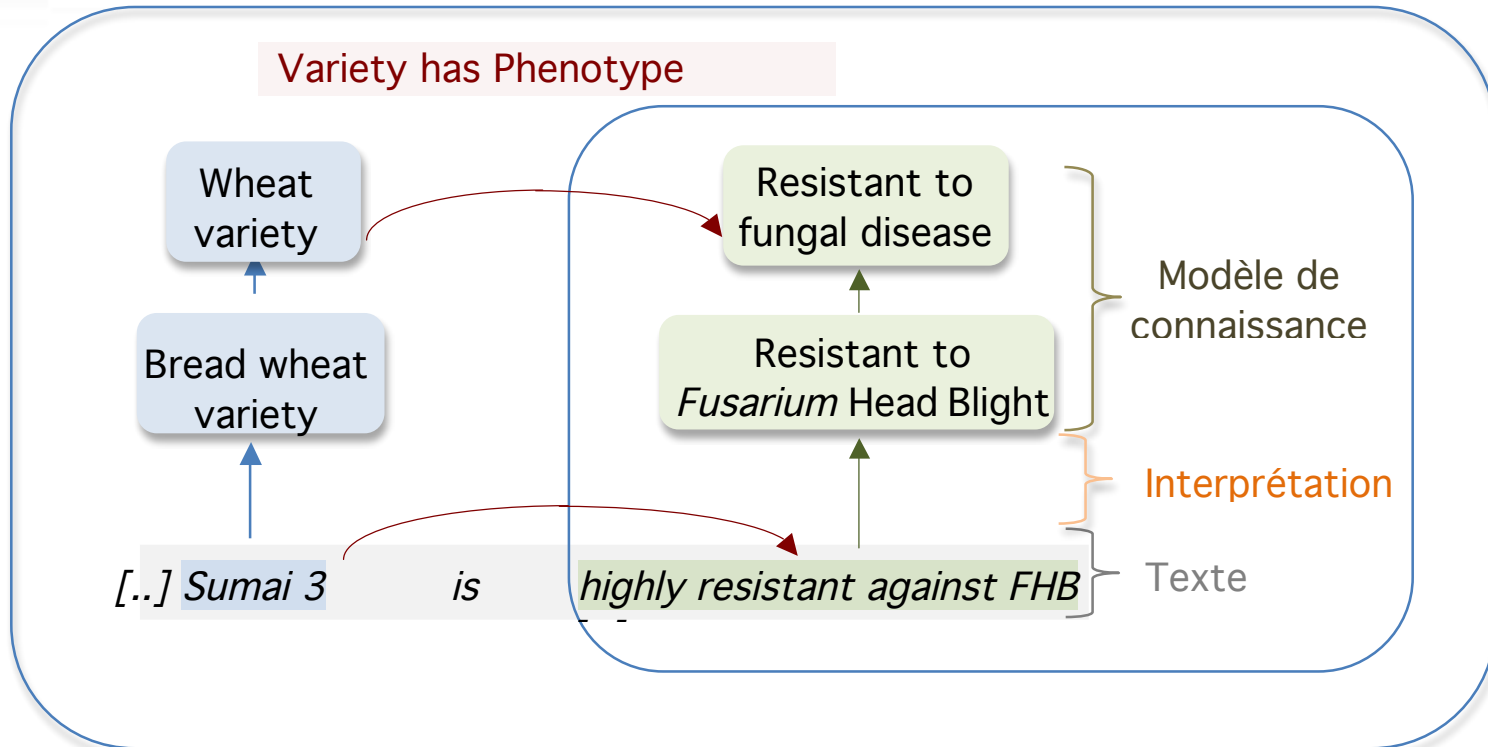 Variety has Phenotype
Wheat
variety
Resistant to
fungal disease
Modèle de
connaissance
Bread wheat
variety
Resistant to
Fusarium Head Blight
Interprétation
[..] Sumai 3 is highly resistant against FHB
Texte